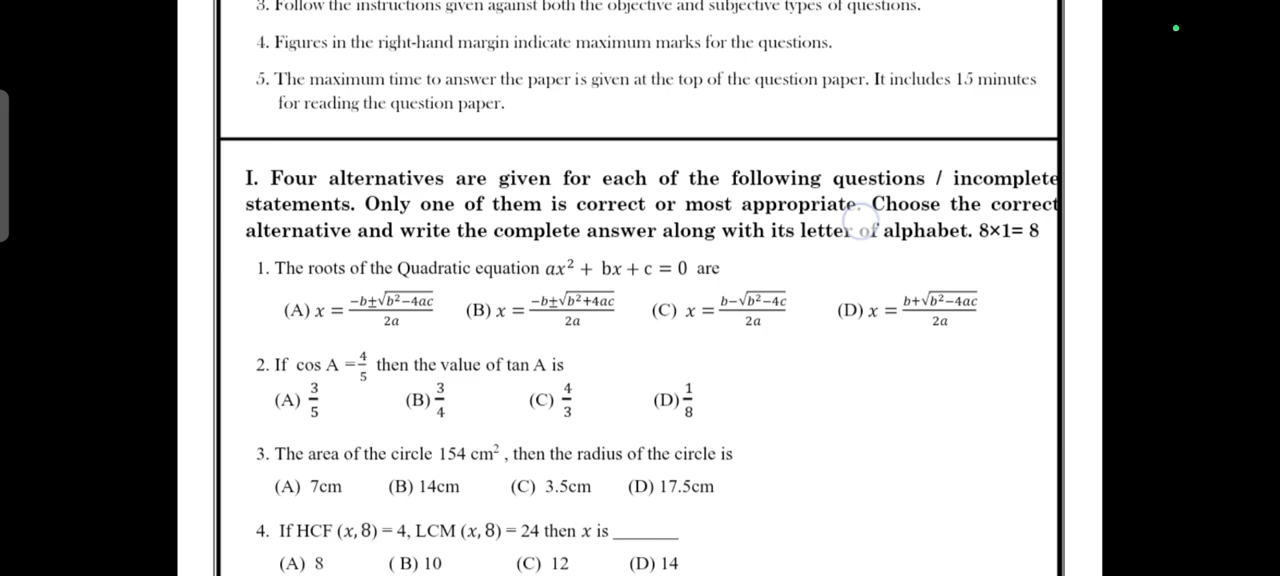 3. Follow the instructions given against both the objective and subjective types of questions.
4. Figures in the right-hand margin indicate maximum marks for the questions.
5. The maximum time to answer the paper is given at the top of the question paper. It includes 15 minutes
for reading the question paper.
I. Four alternatives are given for each of the following questions / incomplete
statements. Only one of them is correct or most appropriate. Choose the correct
alternative and write the complete answer along with its letter of alphabet. 8×1= 8
1. The roots of the Quadratic equation ax² + bx + c = 0 are
(A) x = (-b±√(b²-4ac))/2a (B) x = (-b±√(b²+4ac))/2a (C) x = (b-√(b²-4c))/2a (D) x = (b+√(b²-4ac))/2a
2. If cos A = 4/5 then the value of tan A is
(A) 3/5 (B) 3/4 (C) 4/3 (D) 1/8
3. The area of the circle 154 cm² , then the radius of the circle is
(A) 7cm (B) 14cm (C) 3.5cm (D) 17.5cm
4. If HCF (x, 8) = 4, LCM (x, 8) = 24 then x is _______
(A) 8 ( B) 10 (C) 12 (D) 14